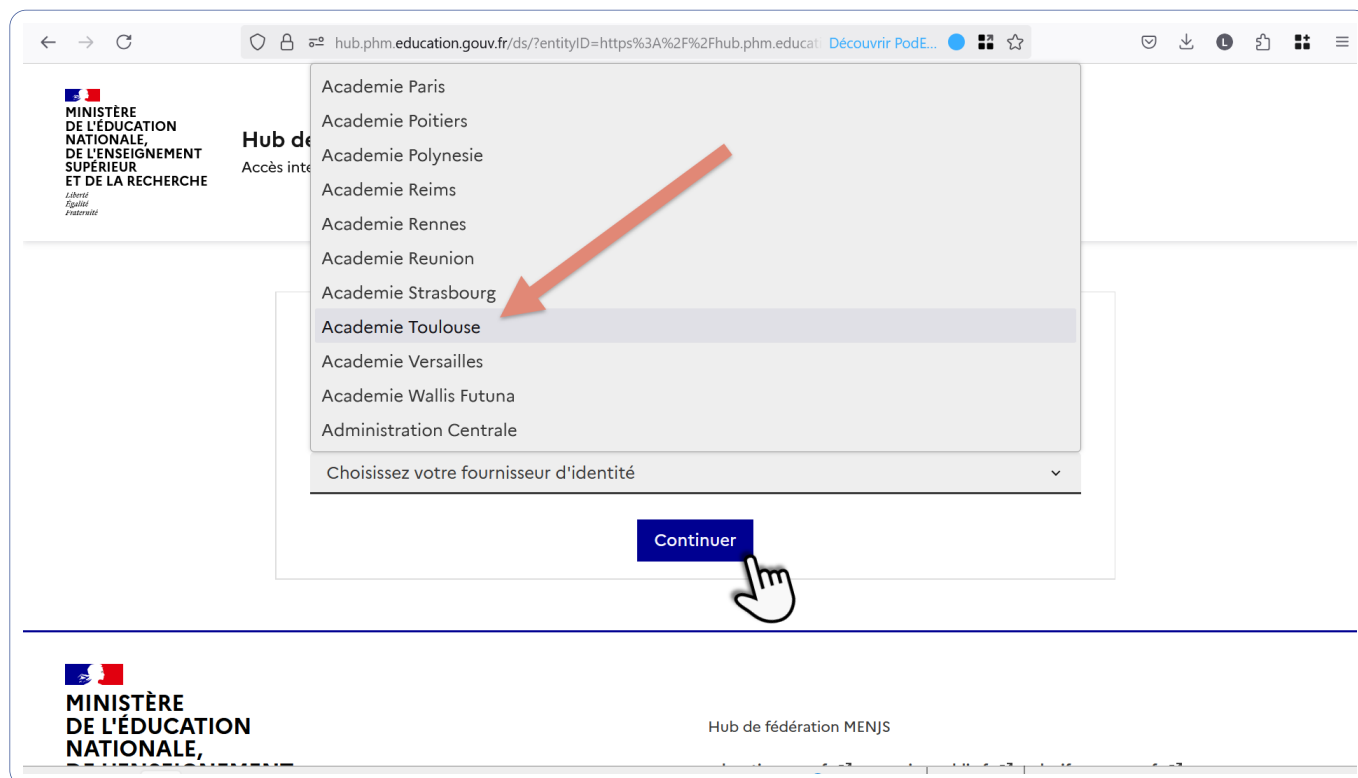 hub.phm.education.gouv.fr/ds/?entityID=https%3A%2F%2Fhub.phm.educati Découvrir PodE... L
MINISTÈRE
DE L'ÉDUCATION
NATIONALE,
DE L'ENSEIGNEMENT
SUPÉRIEUR
ET DE LA RECHERCHE
Liberté
Égalité
Fraternité
Hub de
Accès inte
Academie Paris
Academie Poitiers
Academie Polynesie
Academie Reims
Academie Rennes
Academie Reunion
Academie Strasbourg
Academie Toulouse
Academie Versailles
Academie Wallis Futuna
Administration Centrale
Choisissez votre fournisseur d'identité
Continuer
MINISTÈRE
DE L'ÉDUCATION
NATIONALE,
DE L'ENSEIGNEMENT
Hub de fédération MENJS